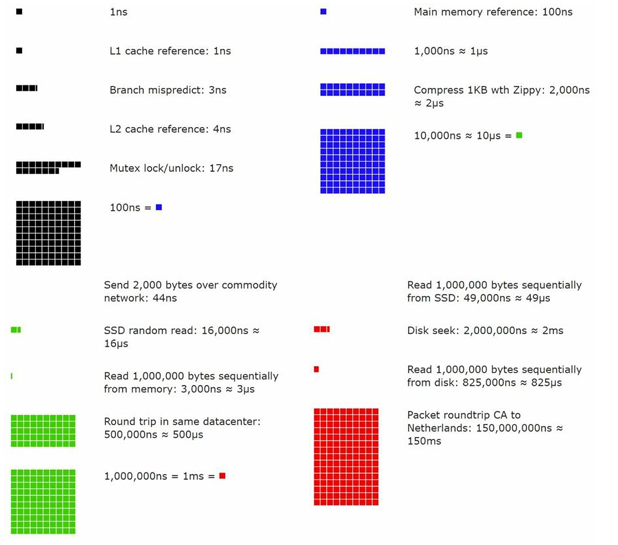 1ns
L1 cache reference: 1ns
Branch mispredict: 3ns
L2 cache reference: 4ns
Mutex lock/unlock: 17ns
100ns =
Main memory reference: 100ns
1,000ns ≈ 1µs
Compress 1KB wth Zippy: 2,000ns
≈ 2µs
10,000ns ≈ 10µs =
Send 2,000 bytes over commodity
network: 44ns
SSD random read: 16,000ns ≈
16µs
Read 1,000,000 bytes sequentially
from memory: 3,000ns ≈ 3µs
Round trip in same datacenter:
500,000ns ≈ 500µs
1,000,000ns = 1ms =
Read 1,000,000 bytes sequentially
from SSD: 49,000ns ≈ 49µs
Disk seek: 2,000,000ns ≈ 2ms
Read 1,000,000 bytes sequentially
from disk: 825,000ns ≈ 825µs
Packet roundtrip CA to
Netherlands: 150,000,000ns ≈
150ms